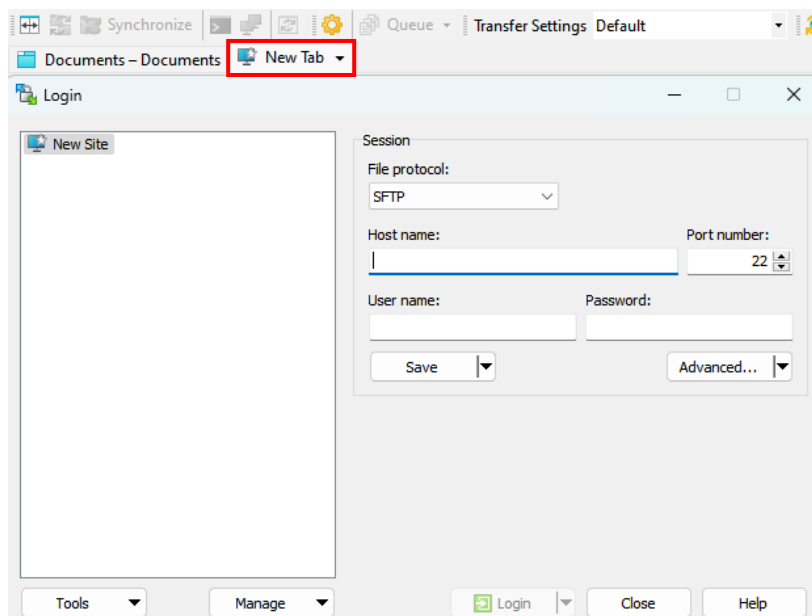 Synchronize Queue Transfer Settings Default
Documents – Documents New Tab
Login
New Site
Session
File protocol:
SFTP
Host name: Port number:
22
User name: Password:
Save Advanced...
Tools Manage Login Close Help